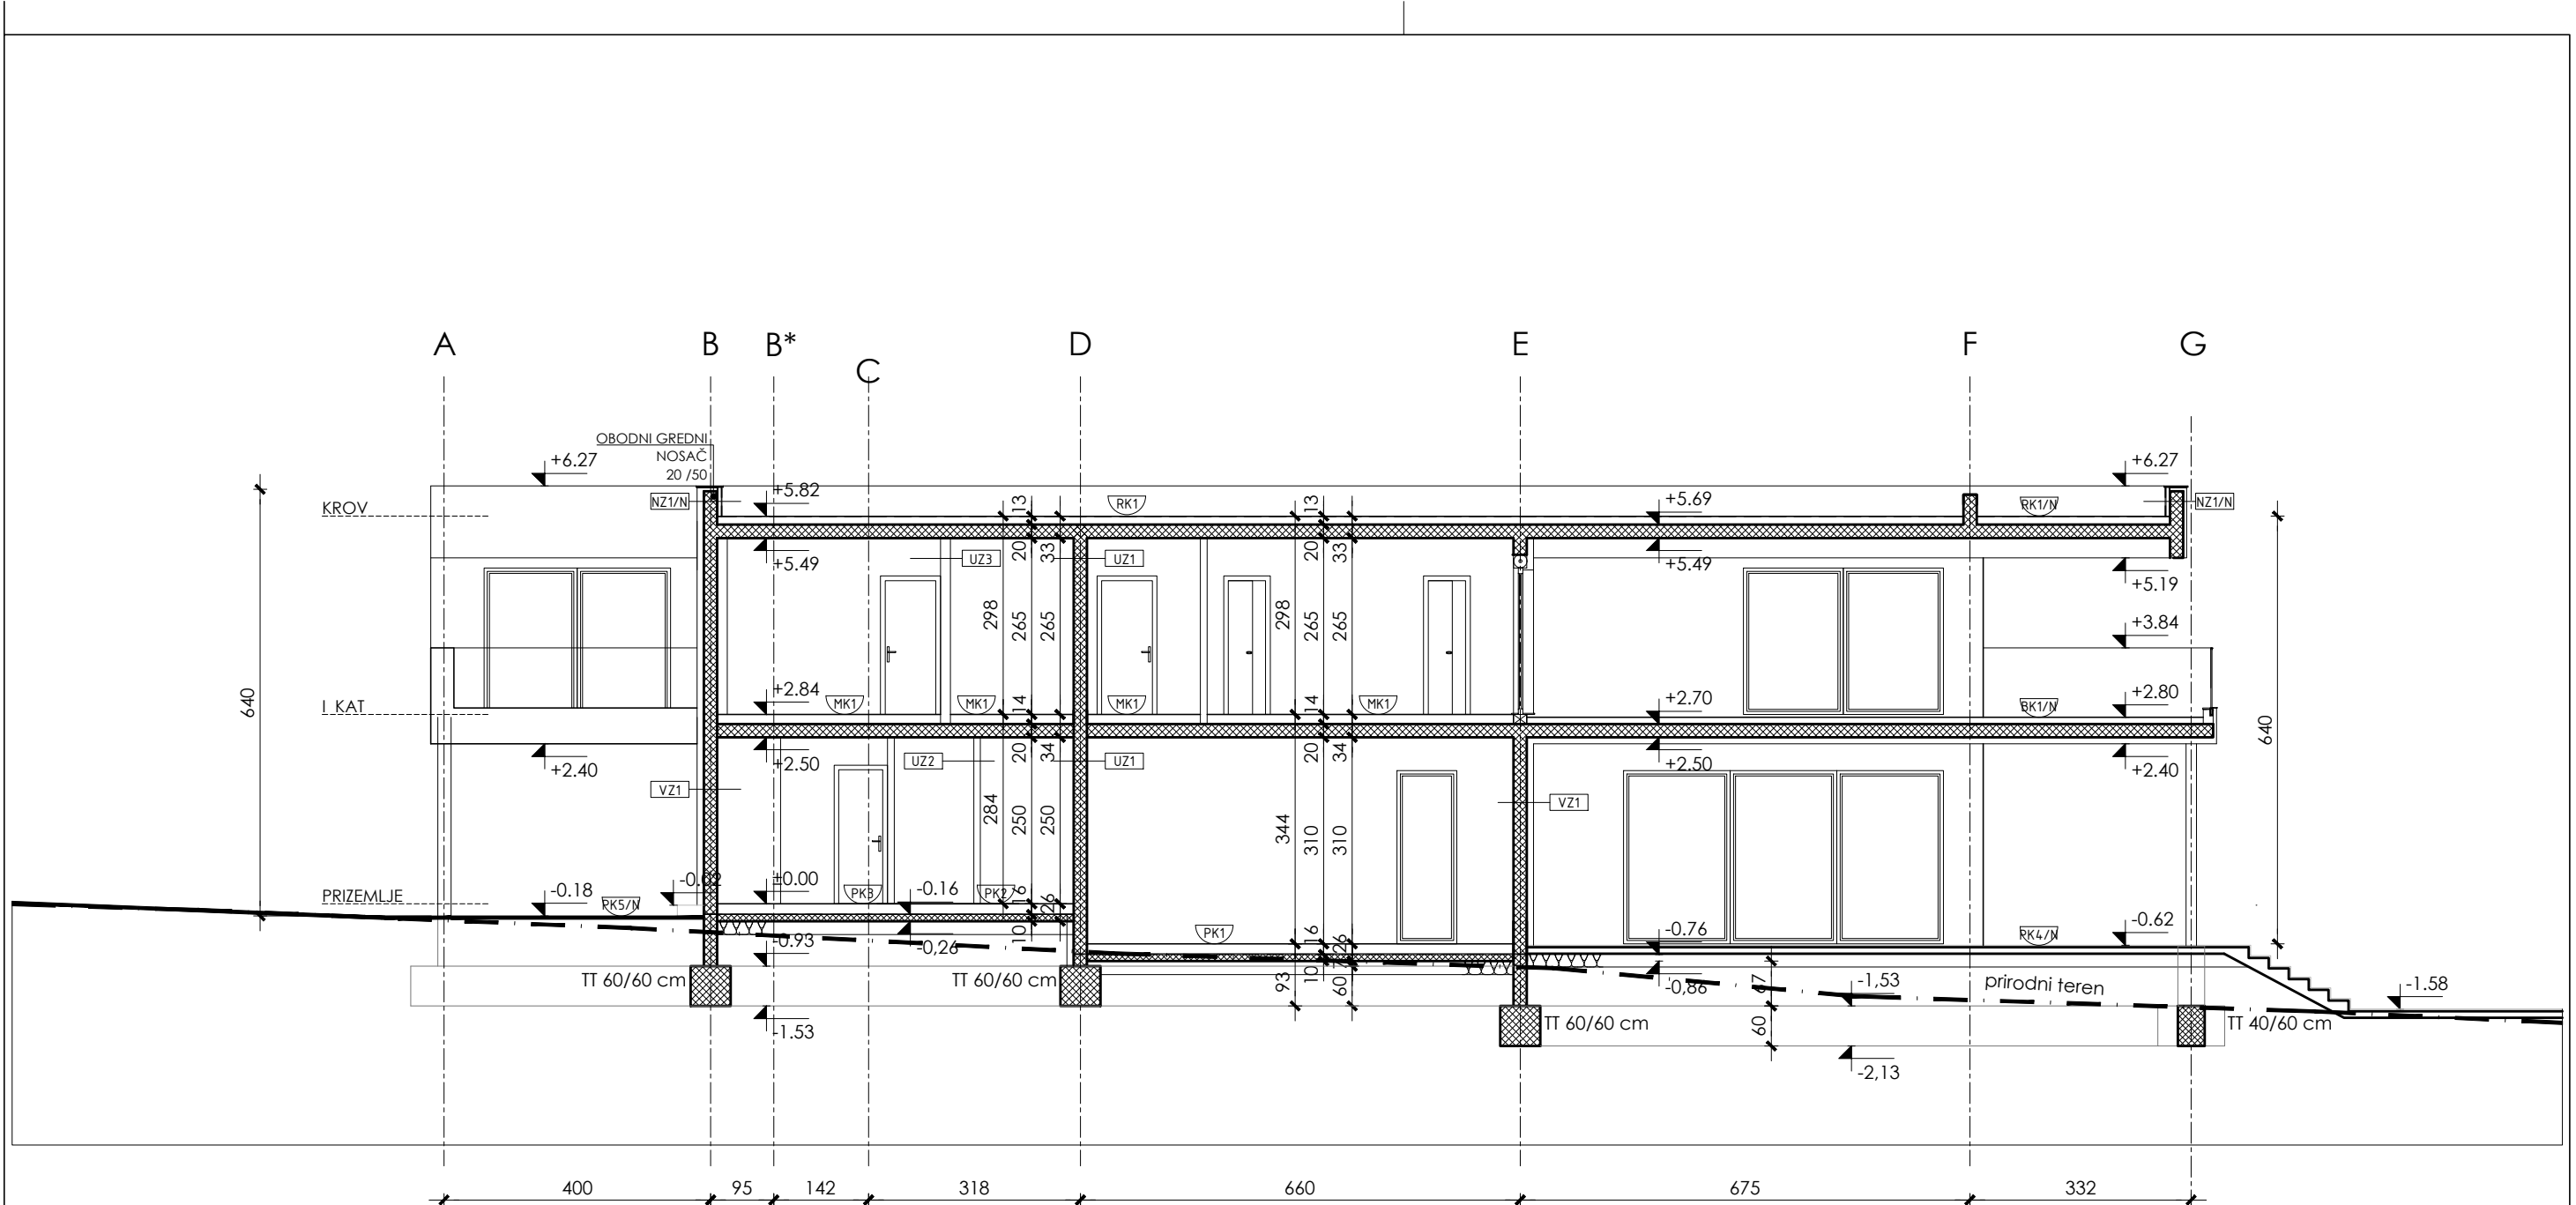 A B B* C D E F G
OBODNI GREDNI
NOSAČ
20 /50
+6.27 +6.27
KROV NZ1/N +5.82 13 RK1 13 +5.69 RK1/N NZ1/N
20 33 UZ3 UZ1 20 33
+5.49 +5.49 +5.19
298 265 265 298 265 265
+3.84
640 640
I KAT +2.84 MK1 MK1 14 MK1 14 MK1 +2.70 BK1/N +2.80
+2.40 +2.50 UZ2 20 34 UZ1 20 34 +2.50 +2.40
VZ1 284 250 250 344 310 310 VZ1
PRIZEMLJE -0.18 PK5/N ±0.00 PK3 -0.16 PK2 16 26
-0.93 -0,26 10 PK1 16 26 -0.76 PK4/N -0.62
TT 60/60 cm TT 60/60 cm 93 10 60 -0,86 67 -1,53 prirodni teren -1.58
-1.53 TT 60/60 cm 60 TT 40/60 cm
-2,13
400 95 142 318 660 675 332